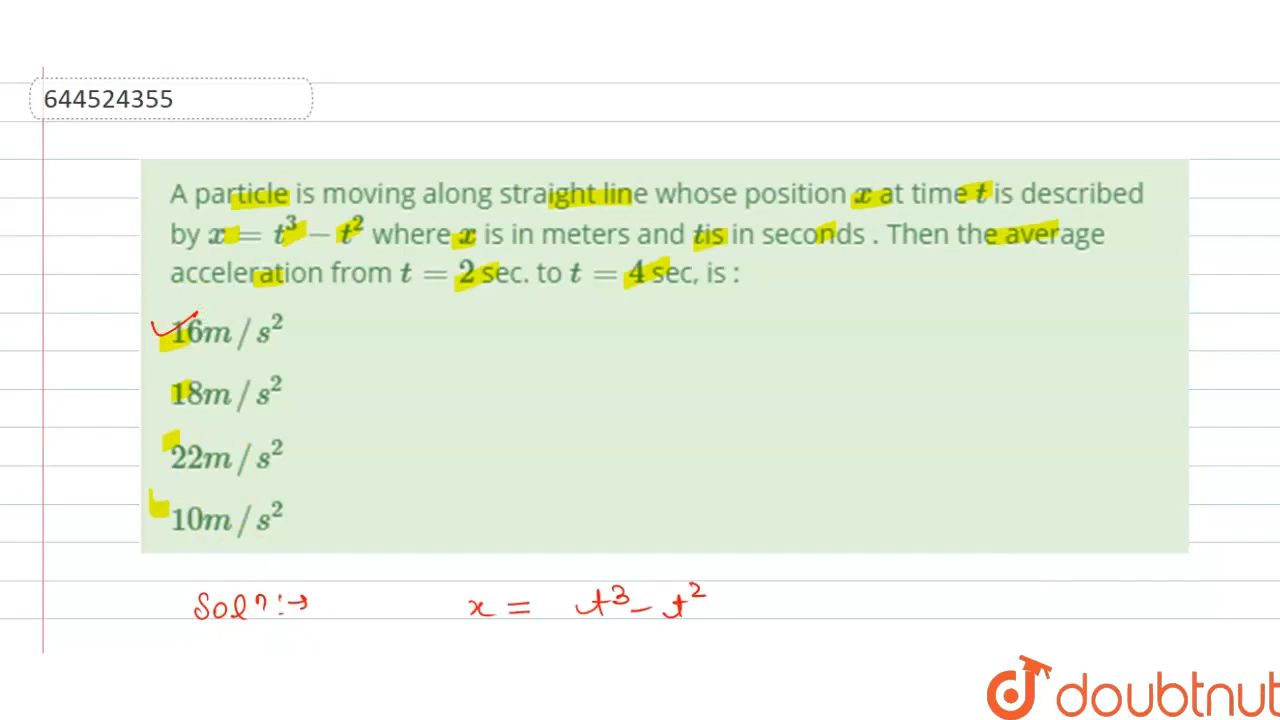 644524355
A particle is moving along straight line whose position x at time t is described
by x = t³ − t² where x is in meters and tis in seconds . Then the average
acceleration from t = 2 sec. to t = 4 sec, is :
16m/s²
18m/s²
22m/s²
10m/s²
Solⁿ:→ x = t³ − t²
doubtnut